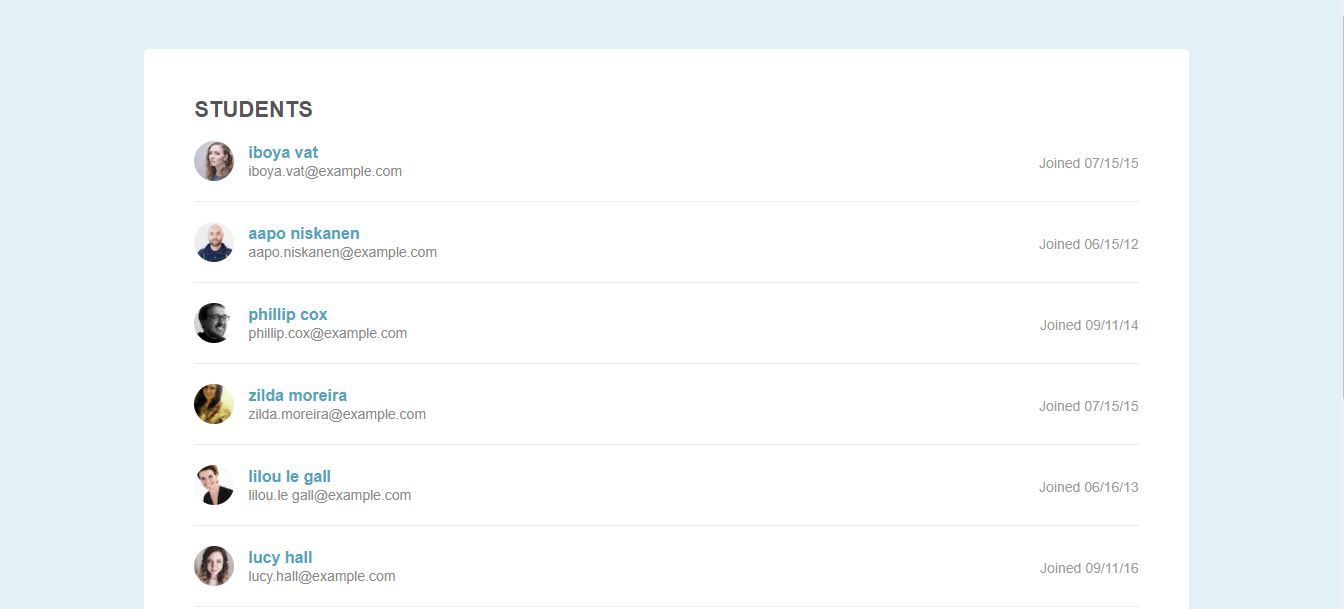 STUDENTS
iboya vat
iboya.vat@example.com
Joined 07/15/15
aapo niskanen
aapo.niskanen@example.com
Joined 06/15/12
phillip cox
phillip.cox@example.com
Joined 09/11/14
zilda moreira
zilda.moreira@example.com
Joined 07/15/15
lilou le gall
lilou.le gall@example.com
Joined 06/16/13
lucy hall
lucy.hall@example.com
Joined 09/11/16